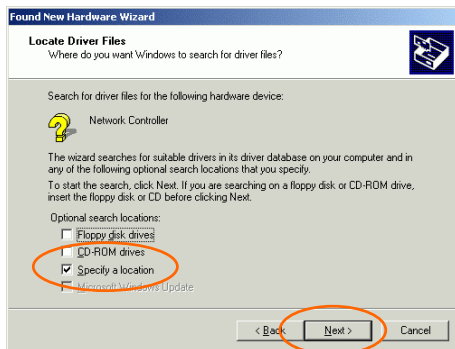 Found New Hardware Wizard
Locate Driver Files
Where do you want Windows to search for driver files?
Search for driver files for the following hardware device:
Network Controller
The wizard searches for suitable drivers in its driver database on your computer and in
any of the following optional search locations that you specify.
To start the search, click Next. If you are searching on a floppy disk or CD-ROM drive,
insert the floppy disk or CD before clicking Next.
Optional search locations:
Floppy disk drives
CD-ROM drives
Specify a location
Microsoft Windows Update
< Back Next > Cancel